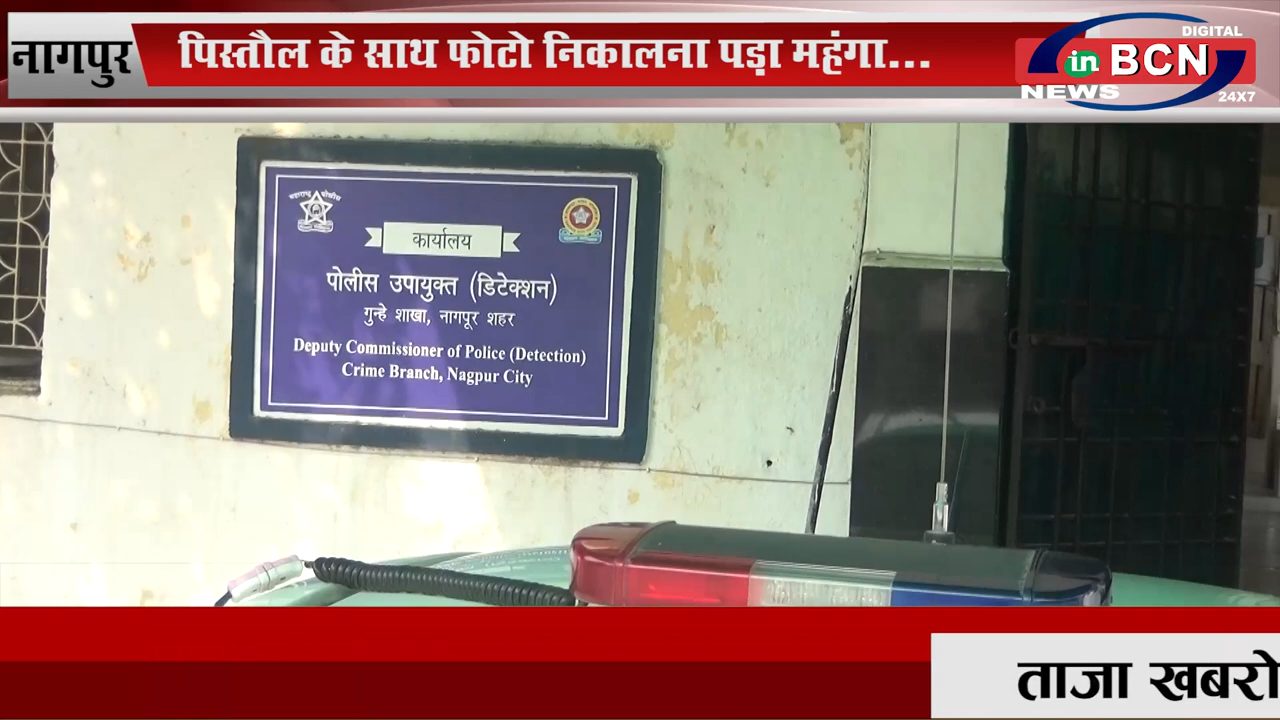 नागपुर
पिस्तौल के साथ फोटो निकालना पड़ा महंगा...
DIGITAL
in BCN
NEWS
24X7
महाराष्ट्र पोलीस
कार्यालय
पोलीस उपायुक्त (डिटेक्शन)
गुन्हे शाखा, नागपूर शहर
Deputy Commissioner of Police (Detection)
Crime Branch, Nagpur City
ताजा खबरो